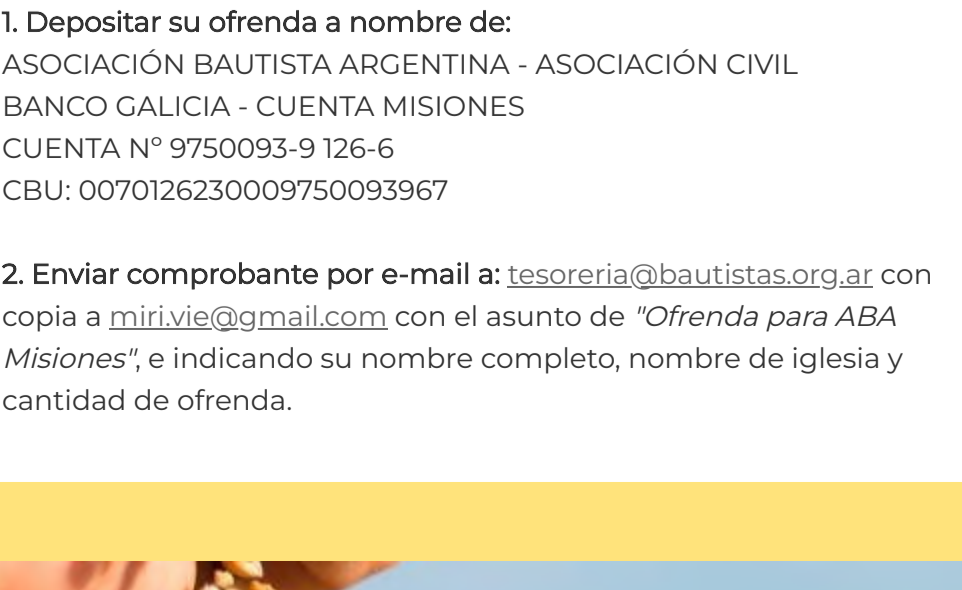 1. Depositar su ofrenda a nombre de:
ASOCIACIÓN BAUTISTA ARGENTINA - ASOCIACIÓN CIVIL
BANCO GALICIA - CUENTA MISIONES
CUENTA Nº 9750093-9 126-6
CBU: 0070126230009750093967
2. Enviar comprobante por e-mail a: tesoreria@bautistas.org.ar con
copia a miri.vie@gmail.com con el asunto de "Ofrenda para ABA
Misiones", e indicando su nombre completo, nombre de iglesia y
cantidad de ofrenda.